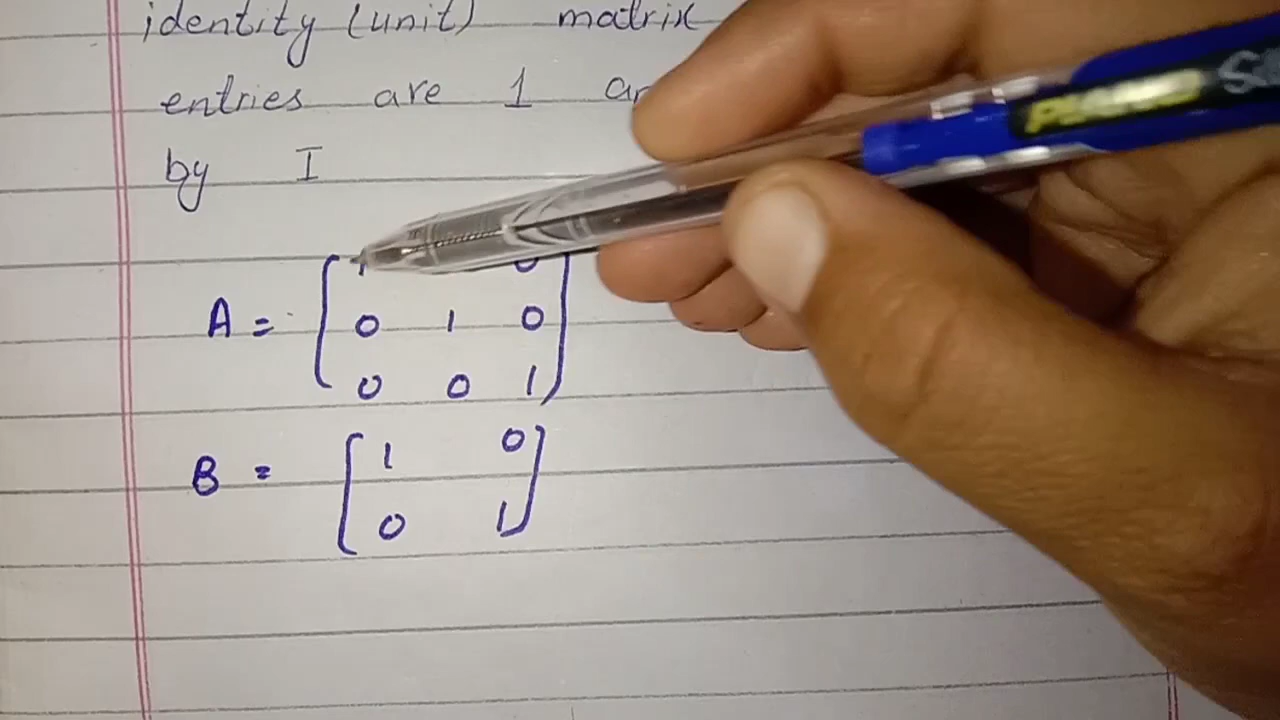 identity (unit) matrix
entries are 1
by I
A = 0 1 0
0 0 1
B = 1 0
0 1